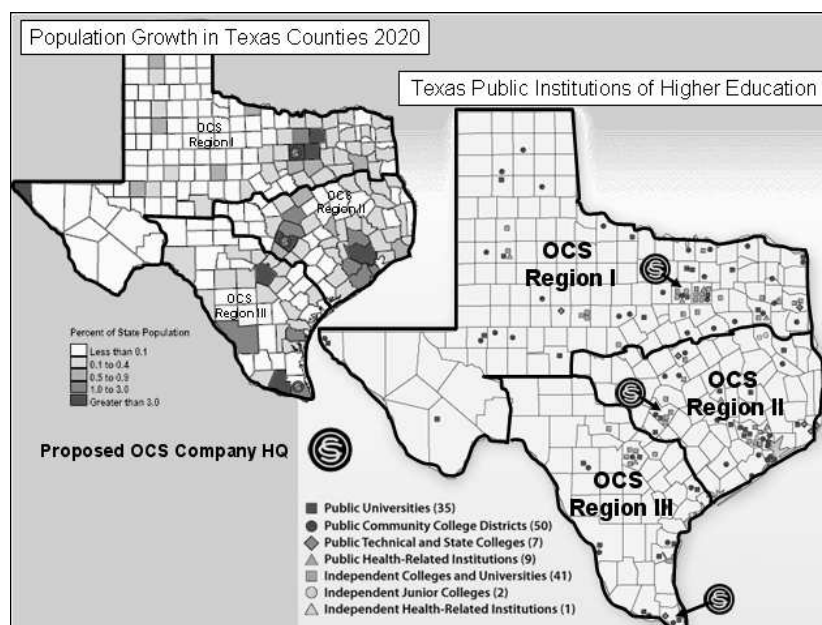 Population Growth in Texas Counties 2020
Texas Public Institutions of Higher Education
OCS
Region I
OCS
Region II
OCS
Region III
Percent of State Population
Less than 0.1
0.1 to 0.4
0.5 to 0.9
1.0 to 3.0
Greater than 3.0
Proposed OCS Company HQ
OCS
Region I
OCS
Region II
OCS
Region III
Public Universities (35)
Public Community College Districts (50)
Public Technical and State Colleges (7)
Public Health-Related Institutions (9)
Independent Colleges and Universities (41)
Independent Junior Colleges (2)
Independent Health-Related Institutions (1)